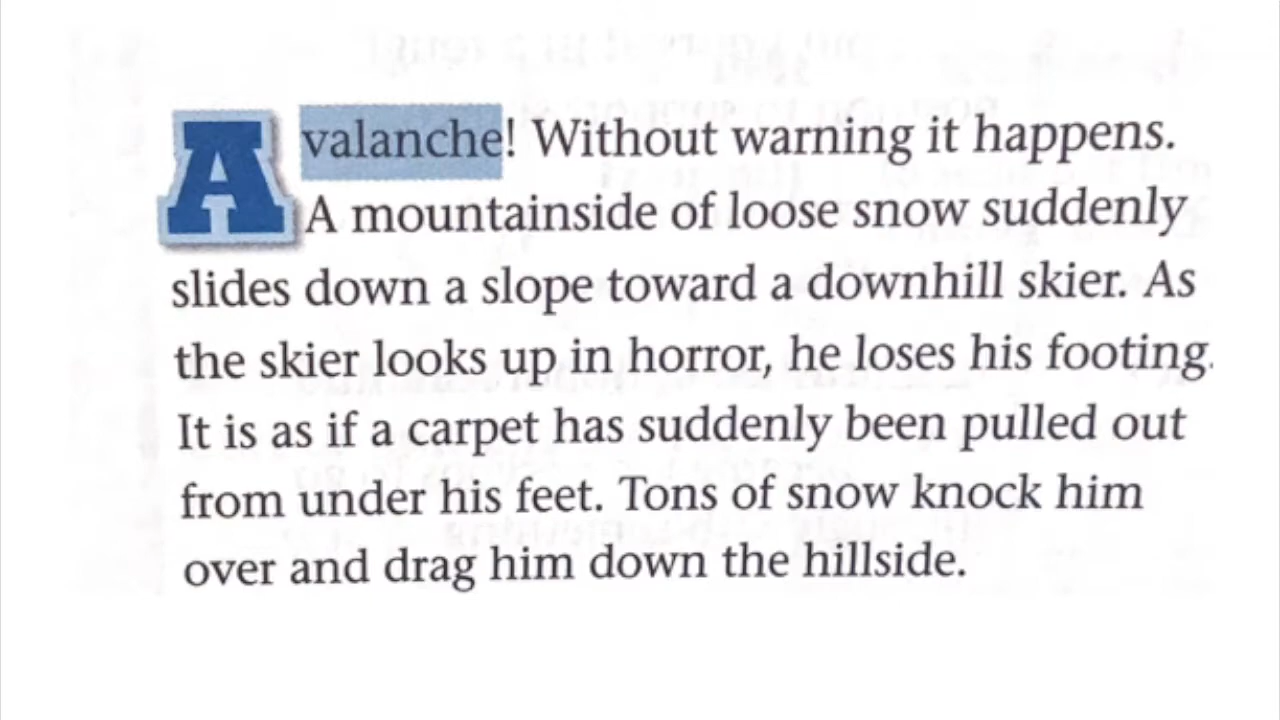 Avalanche! Without warning it happens.
A mountainside of loose snow suddenly
slides down a slope toward a downhill skier. As
the skier looks up in horror, he loses his footing.
It is as if a carpet has suddenly been pulled out
from under his feet. Tons of snow knock him
over and drag him down the hillside.